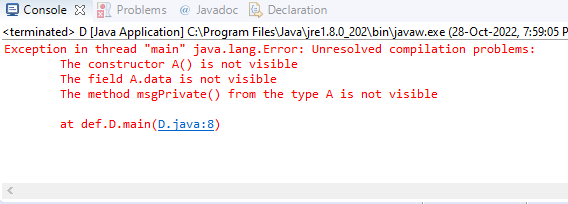 Console Problems @ Javadoc Declaration
<terminated> D [Java Application] C:\Program Files\Java\jre1.8.0_202\bin\javaw.exe (28-Oct-2022, 7:59:05 P
Exception in thread "main" java.lang.Error: Unresolved compilation problems:
The constructor A() is not visible
The field A.data is not visible
The method msgPrivate() from the type A is not visible
at def.D.main(D.java:8)